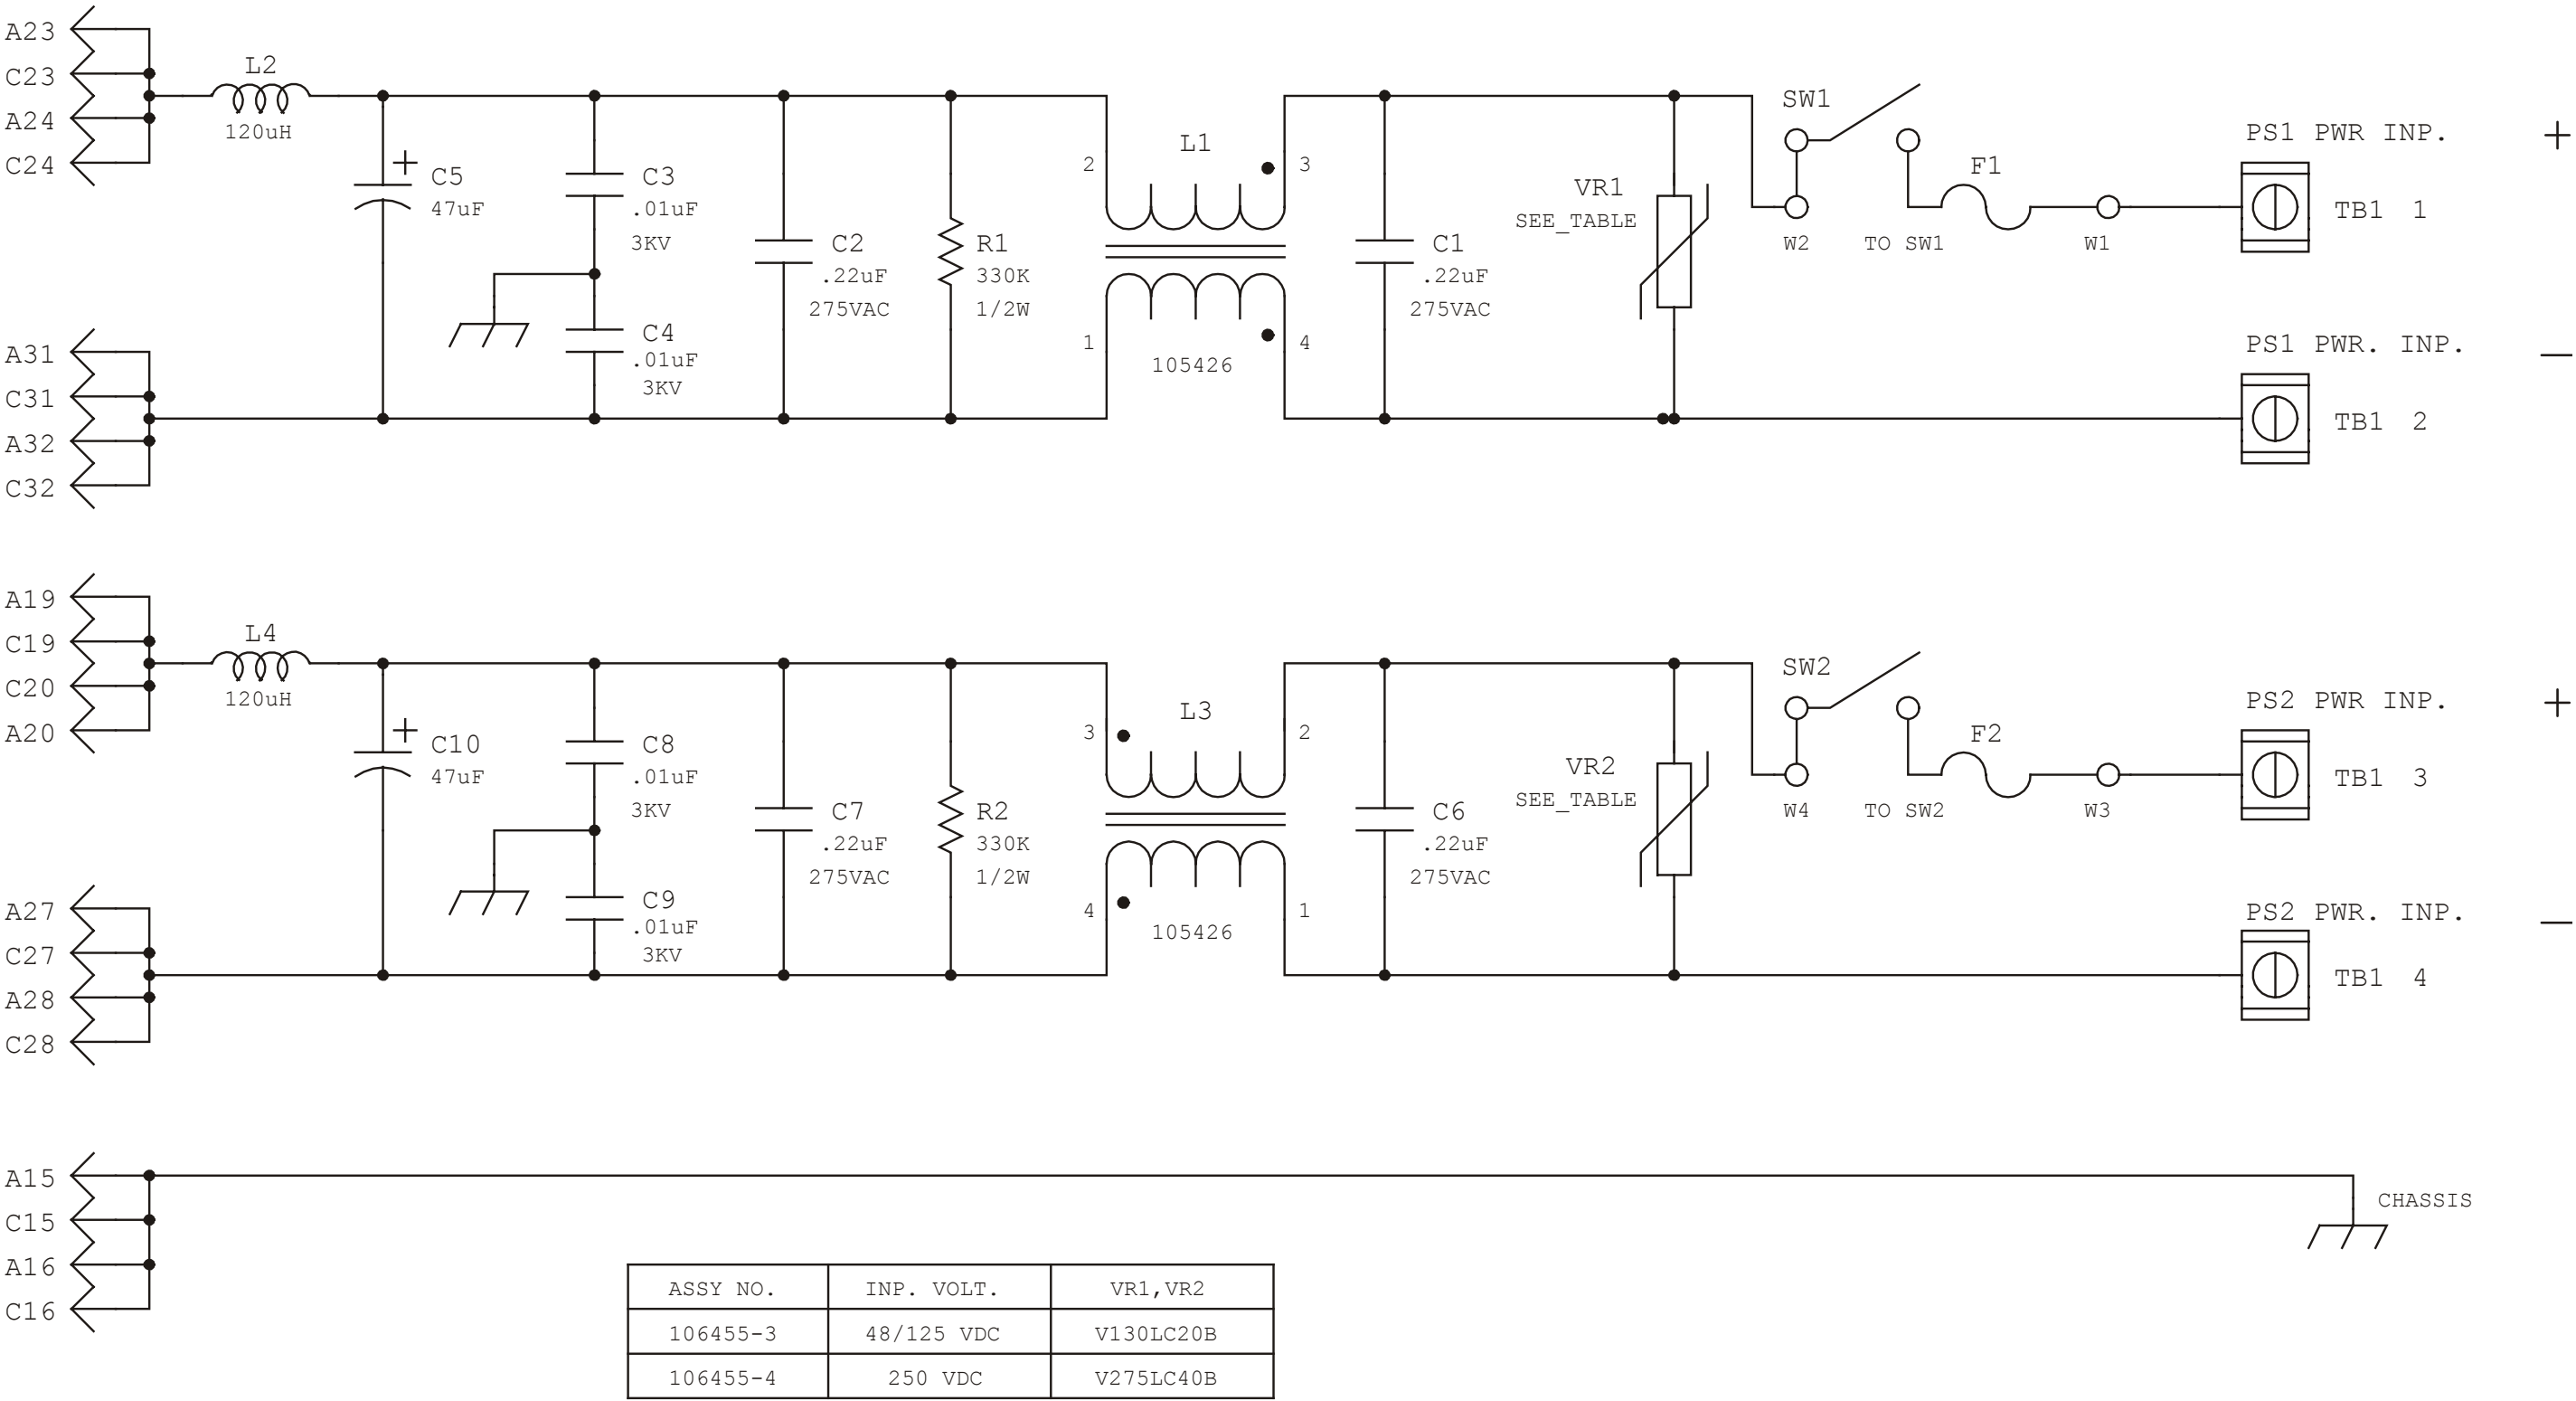 A23
C23
A24
C24
L2
120uH
+
C5
47uF
C3
.01uF
3KV
C4
.01uF
3KV
C2
.22uF
275VAC
R1
330K
1/2W
L1
2
3
1
4
105426
C1
.22uF
275VAC
VR1
SEE_TABLE
SW1
W2
TO SW1
F1
W1
PS1 PWR INP. +
TB1 1
PS1 PWR. INP. —
TB1 2
A31
C31
A32
C32
A19
C19
C20
A20
L4
120uH
+
C10
47uF
C8
.01uF
3KV
C9
.01uF
3KV
C7
.22uF
275VAC
R2
330K
1/2W
L3
3
2
4
1
105426
C6
.22uF
275VAC
VR2
SEE_TABLE
SW2
W4
TO SW2
F2
W3
PS2 PWR INP. +
TB1 3
PS2 PWR. INP. —
TB1 4
A27
C27
A28
C28
A15
C15
A16
C16
CHASSIS
ASSY NO. INP. VOLT. VR1,VR2
106455-3 48/125 VDC V130LC20B
106455-4 250 VDC V275LC40B